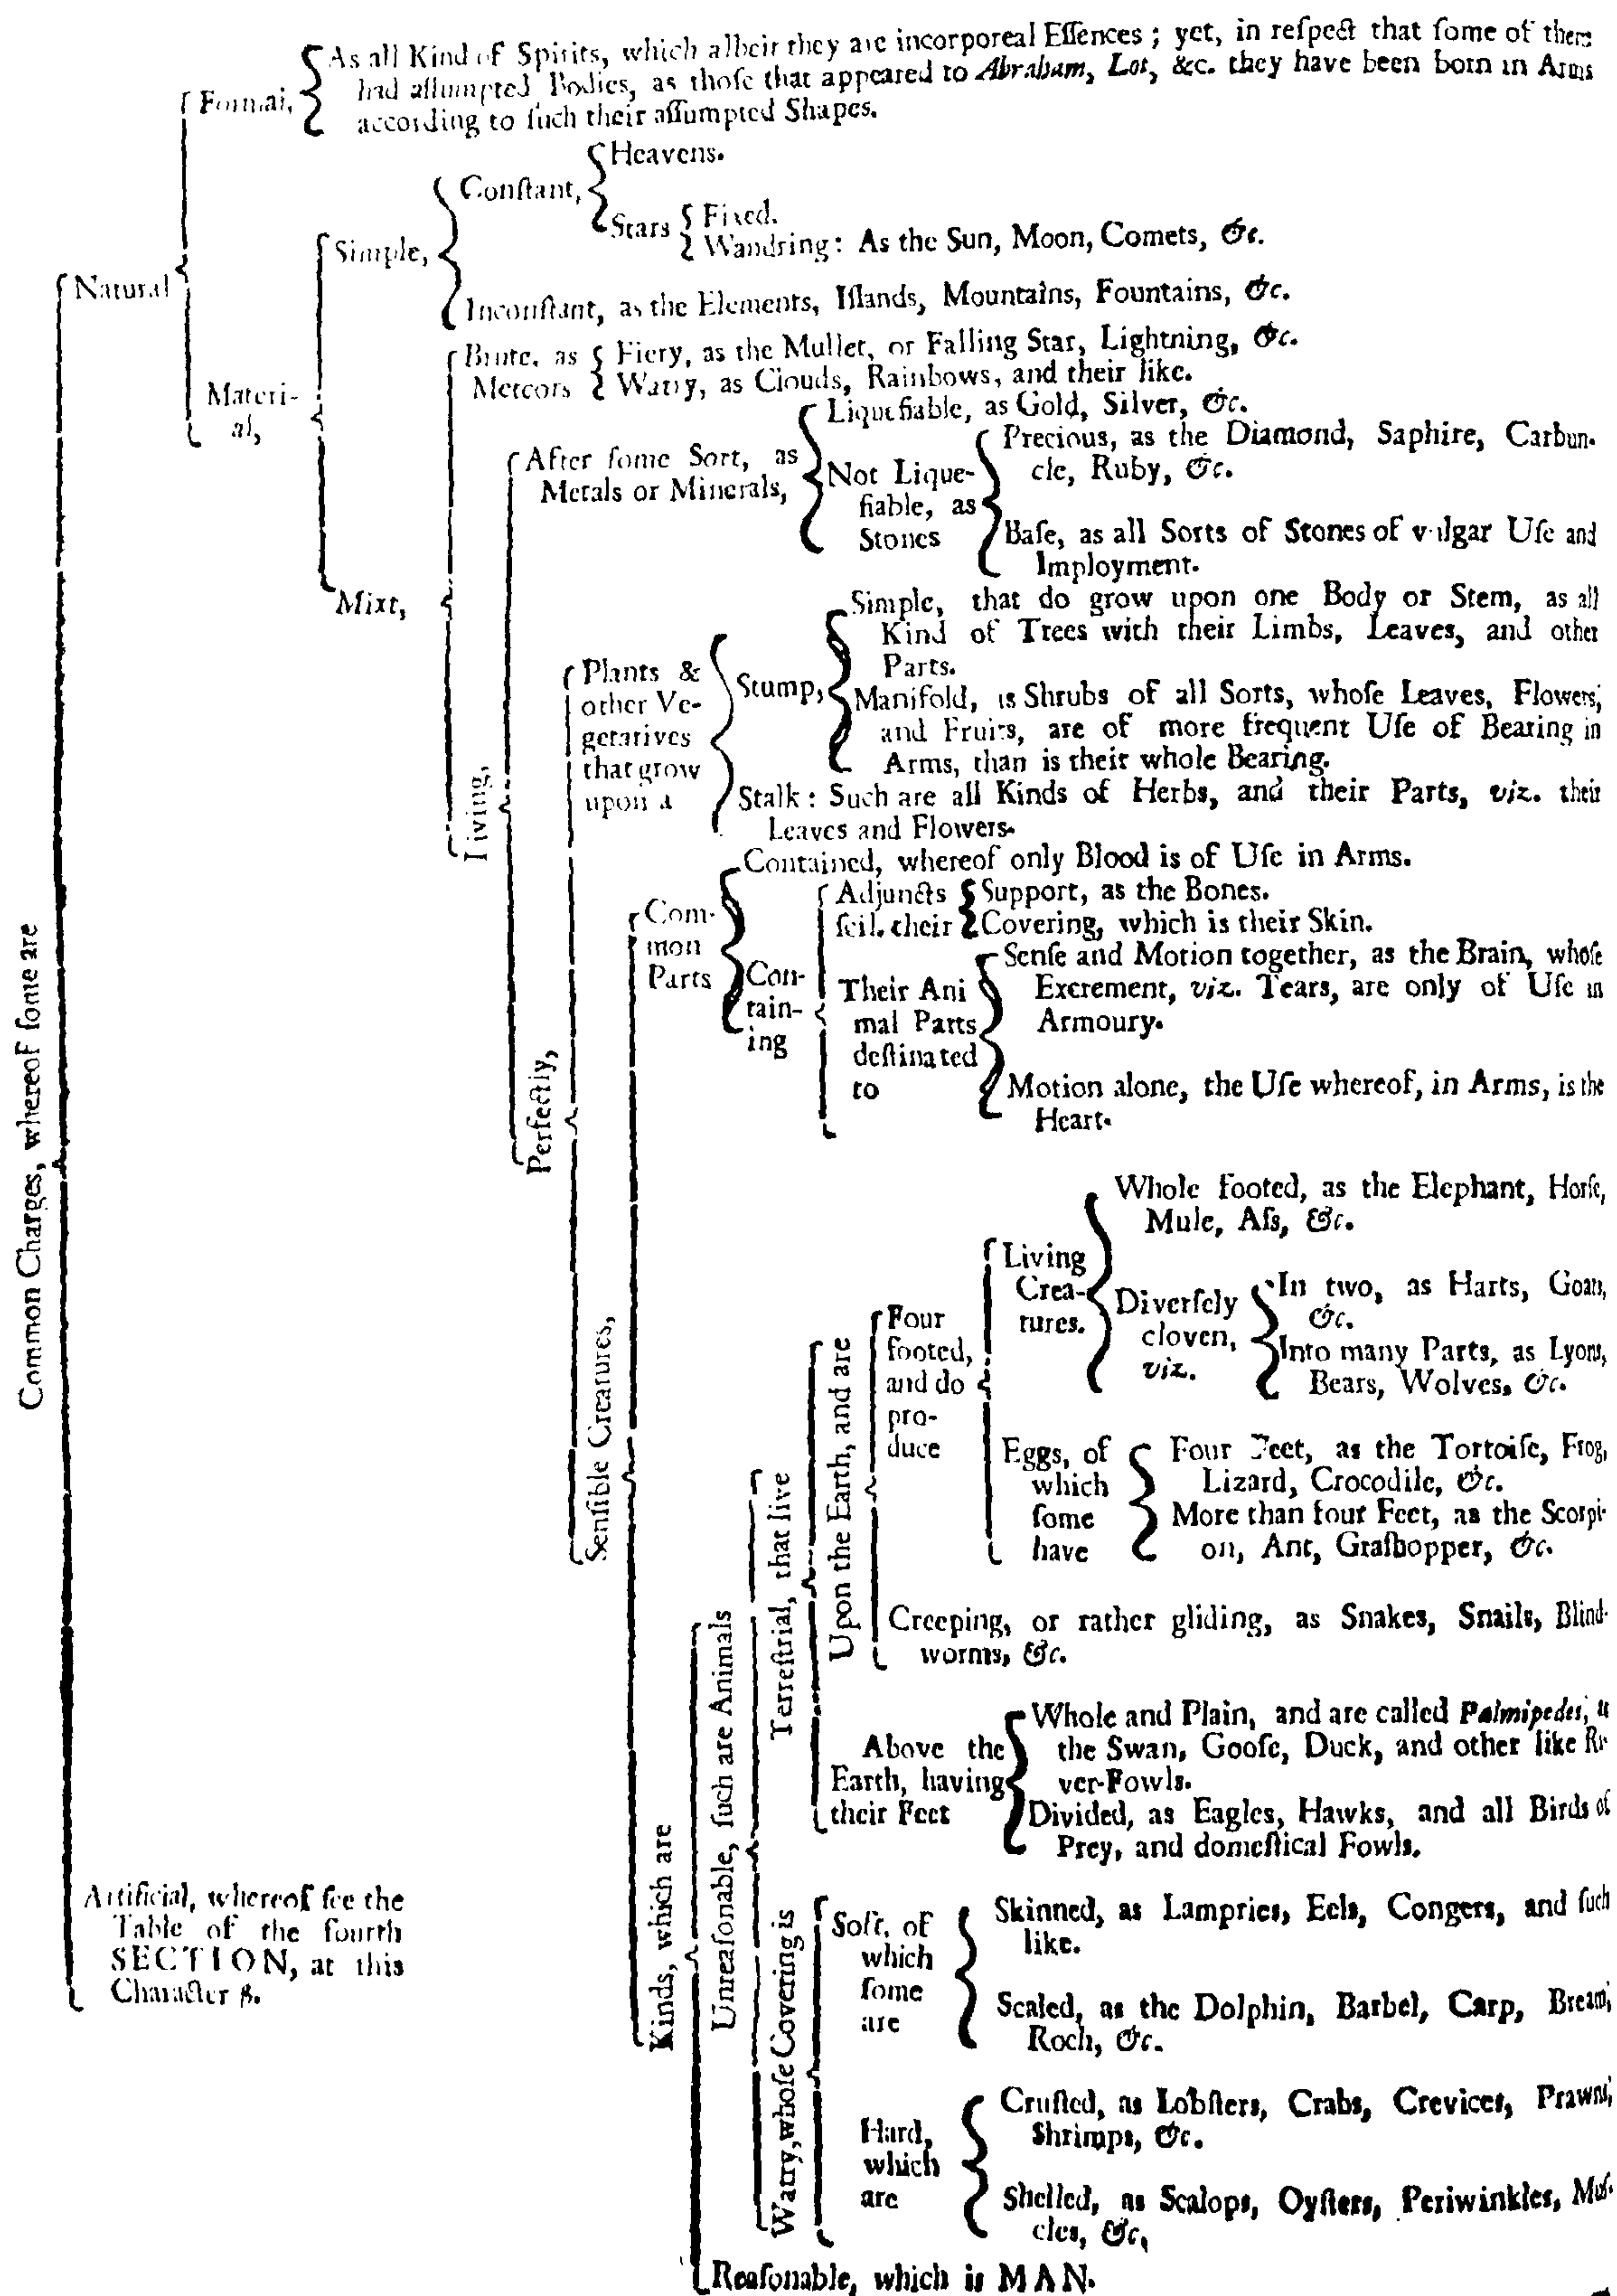 Common Charges, whereof ſome are
Natural
Formal,
As all Kind of Spirits, which albeit they are incorporeal Eſſences; yet, in reſpect that ſome of them
had aſſumpted Bodies, as thoſe that appeared to Abraham, Lot, &c. they have been born in Arms
according to ſuch their aſſumpted Shapes.
Materi-
al,
Simple,
Conſtant,
Heavens.
Stars
Fixed.
Wandring: As the Sun, Moon, Comets, &c.
Inconſtant, as the Elements, Iſlands, Mountains, Fountains, &c.
Mixt,
Brute, as
Meteors
Fiery, as the Mullet, or Falling Star, Lightning, &c.
Watry, as Clouds, Rainbows, and their like.
Living,
After ſome Sort, as
Metals or Minerals,
Liquefiable, as Gold, Silver, &c.
Not Lique-
fiable, as
Stones
Precious, as the Diamond, Saphire, Carbun-
cle, Ruby, &c.
Baſe, as all Sorts of Stones of vulgar Uſe and
Imployment.
Perfectly,
Plants &
other Ve-
getatives
that grow
upon a
Stump,
Simple, that do grow upon one Body or Stem, as all
Kind of Trees with their Limbs, Leaves, and other
Parts.
Manifold, as Shrubs of all Sorts, whoſe Leaves, Flowers,
and Fruits, are of more frequent Uſe of Bearing in
Arms, than is their whole Bearing.
Stalk: Such are all Kinds of Herbs, and their Parts, viz. their
Leaves and Flowers.
Senſible Creatures,
Com-
mon
Parts
Contained, whereof only Blood is of Uſe in Arms.
Con-
tain-
ing
Adjuncts
ſcil. their
Support, as the Bones.
Covering, which is their Skin.
Their Ani
mal Parts
deſtinated
to
Senſe and Motion together, as the Brain, whoſe
Excrement, viz. Tears, are only of Uſe in
Armoury.
Motion alone, the Uſe whereof, in Arms, is the
Heart.
Kinds, which are
Unreaſonable, ſuch are Animals
Terreſtrial, that live
Upon the Earth, and are
Four
footed,
and do
pro-
duce
Living
Crea-
tures.
Whole footed, as the Elephant, Horſe,
Mule, Aſs, &c.
Diverſely
cloven,
viz.
In two, as Harts, Goats,
&c.
Into many Parts, as Lyons,
Bears, Wolves, &c.
Eggs, of
which
ſome
have
Four Feet, as the Tortoiſe, Frog,
Lizard, Crocodile, &c.
More than four Feet, as the Scorpi-
on, Ant, Graſhopper, &c.
Creeping, or rather gliding, as Snakes, Snails, Blind-
worms, &c.
Above the
Earth, having
their Feet
Whole and Plain, and are called Palmipedes, as
the Swan, Gooſe, Duck, and other like Ri-
ver-Fowls.
Divided, as Eagles, Hawks, and all Birds of
Prey, and domeſtical Fowls.
Watry, whoſe Covering is
Soft, of
which
ſome
are
Skinned, as Lampries, Eels, Congers, and ſuch
like.
Scaled, as the Dolphin, Barbel, Carp, Bream,
Roch, &c.
Hard,
which
are
Cruſted, as Lobſters, Crabs, Crevices, Prawns,
Shrimps, &c.
Shelled, as Scalops, Oyſters, Periwinkles, Muſ-
cles, &c,
Reaſonable, which is MAN.
Artificial, whereof ſee the
Table of the fourth
SECTION, at this
Character